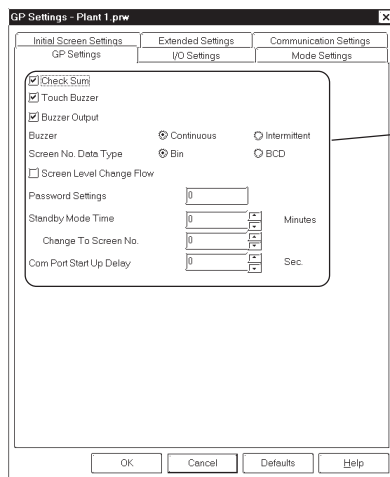 GP Settings - Plant 1.prw
Initial Screen Settings Extended Settings Communication Settings
GP Settings I/O Settings Mode Settings
Check Sum
Touch Buzzer
Buzzer Output
Buzzer Continuous Intermittent
Screen No. Data Type Bin BCD
Screen Level Change Flow
Password Settings 0
Standby Mode Time 0 Minutes
Change To Screen No. 0
Com Port Start Up Delay 0 Sec.
OK Cancel Defaults Help